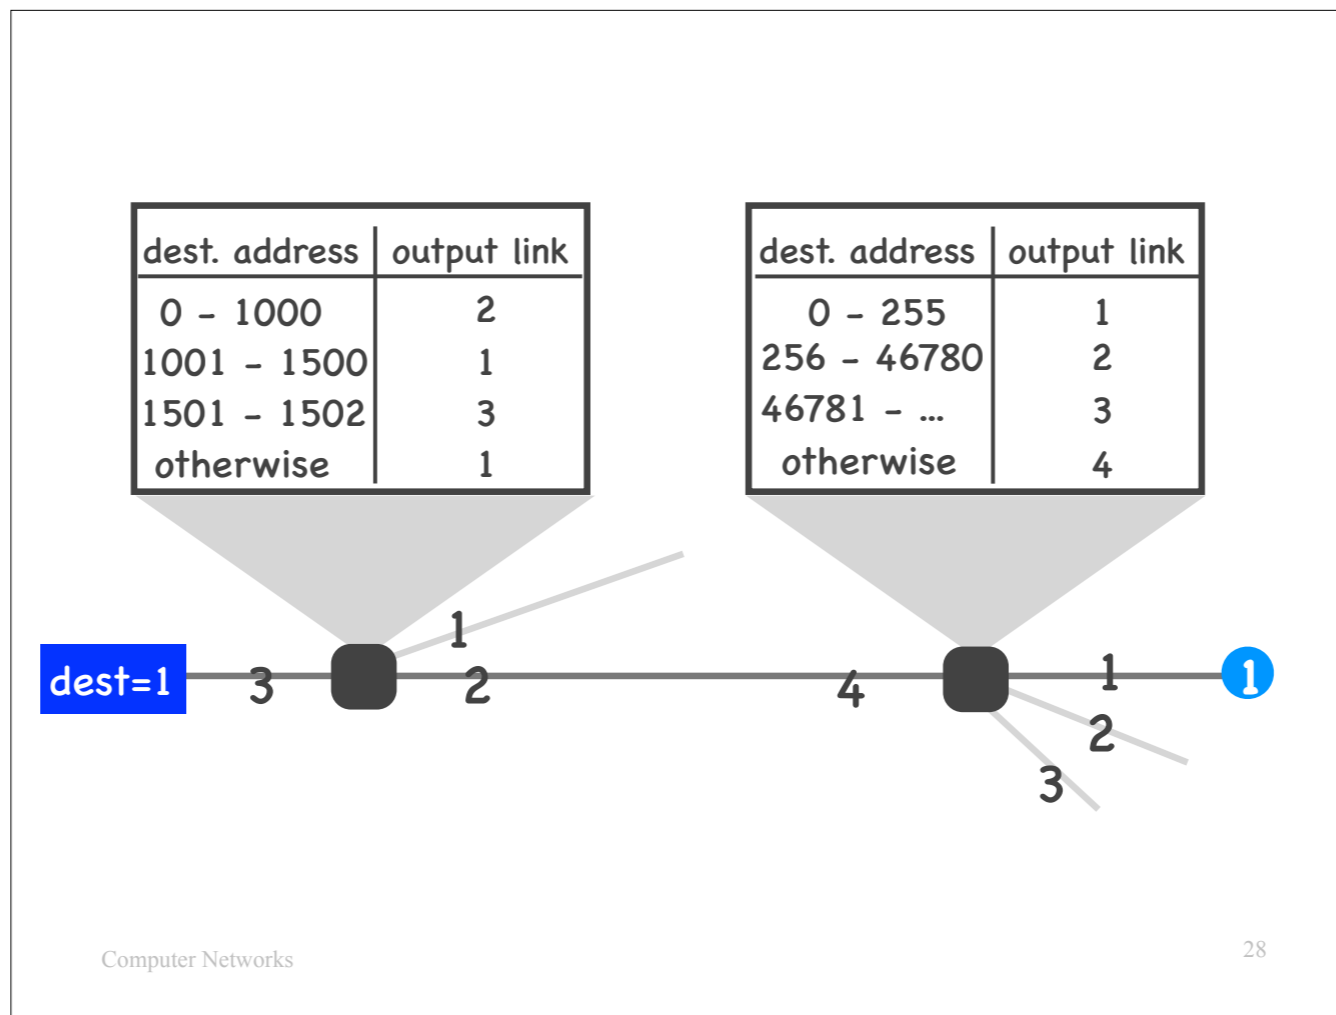 dest. address output link
0 - 1000 2
1001 - 1500 1
1501 - 1502 3
otherwise 1
dest. address output link
0 - 255 1
256 - 46780 2
46781 - ... 3
otherwise 4
1
dest=1 3 2 4 1 1
2
3
Computer Networks 28